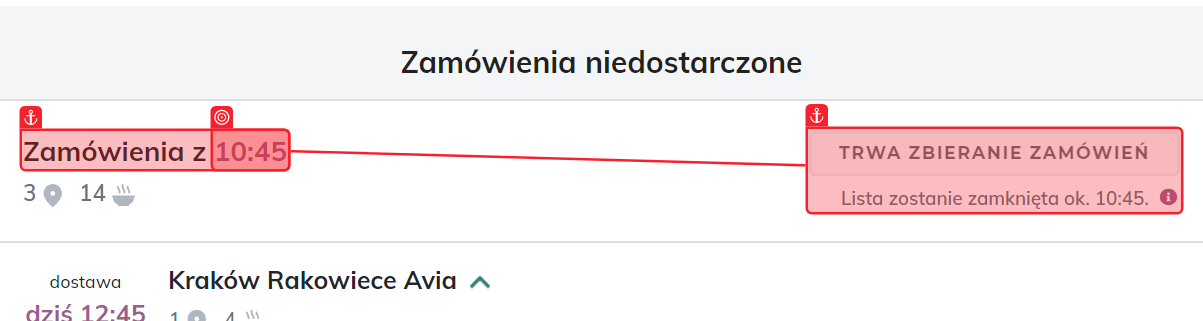 Zamówienia niedostarczone
Zamówienia z 10:45
TRWA ZBIERANIE ZAMÓWIEŃ
3 14
Lista zostanie zamknięta ok. 10:45.
dostawa
Kraków Rakowiece Avia
dziś 12:45
1 4